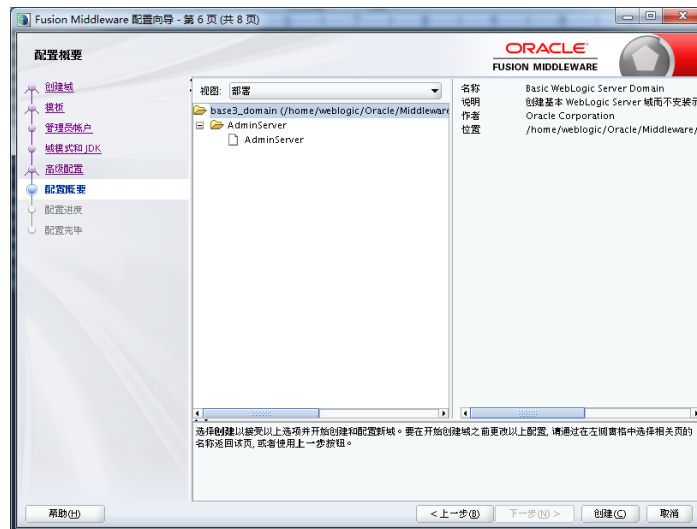 Fusion Middleware 配置向导 - 第 6 页 (共 8 页)
配置概要
ORACLE
FUSION MIDDLEWARE
创建域
模板
管理员帐户
域模式和 JDK
高级配置
配置概要
配置进度
配置完毕
视图: 部署
base3_domain (/home/weblogic/Oracle/Middleware
AdminServer
AdminServer
名称 Basic WebLogic Server Domain
说明 创建基本 WebLogic Server 域而不安装示
作者 Oracle Corporation
位置 /home/weblogic/Oracle/Middleware/
选择创建以接受以上选项并开始创建和配置新域。要在开始创建域之前更改以上配置, 请通过在左侧窗格中选择相关页的
名称返回该页, 或者使用上一步按钮。
帮助(H) < 上一步(B) 下一步(N) > 创建(C) 取消